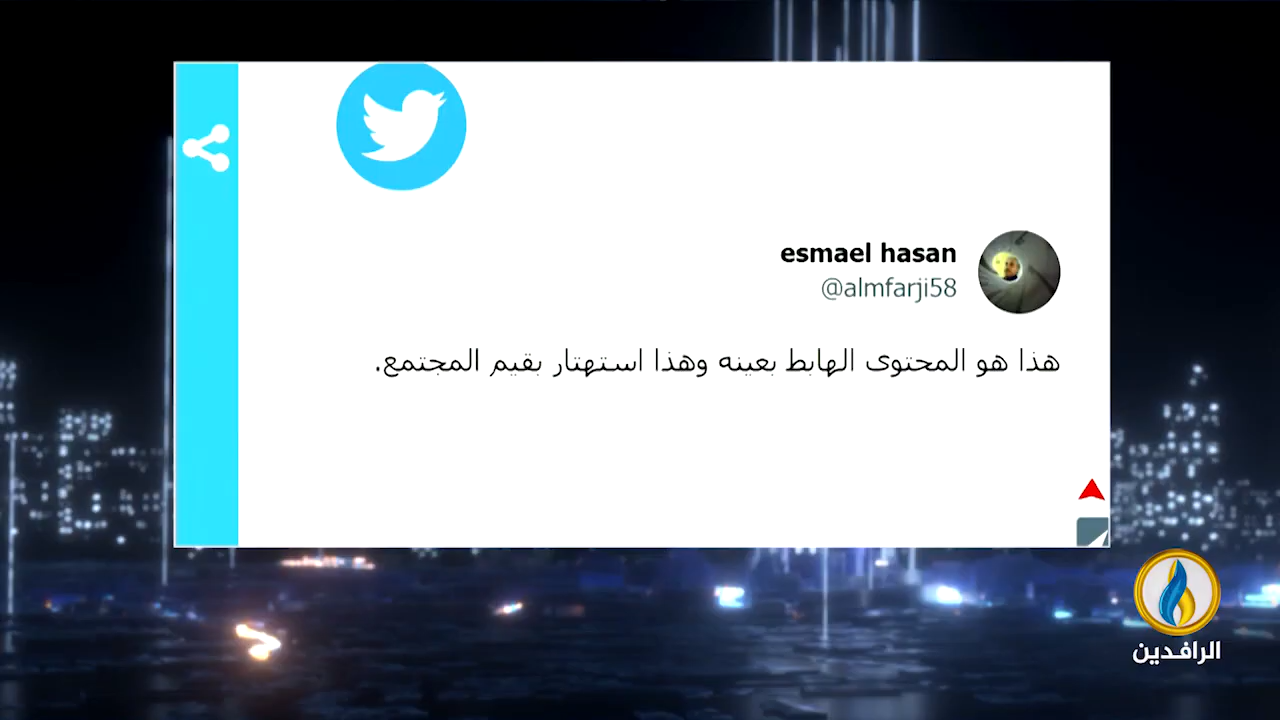 esmael hasan
@almfarji58
هذا هو المحتوى الهابط بعينه وهذا استهتار بقيم المجتمع.
الرافدين